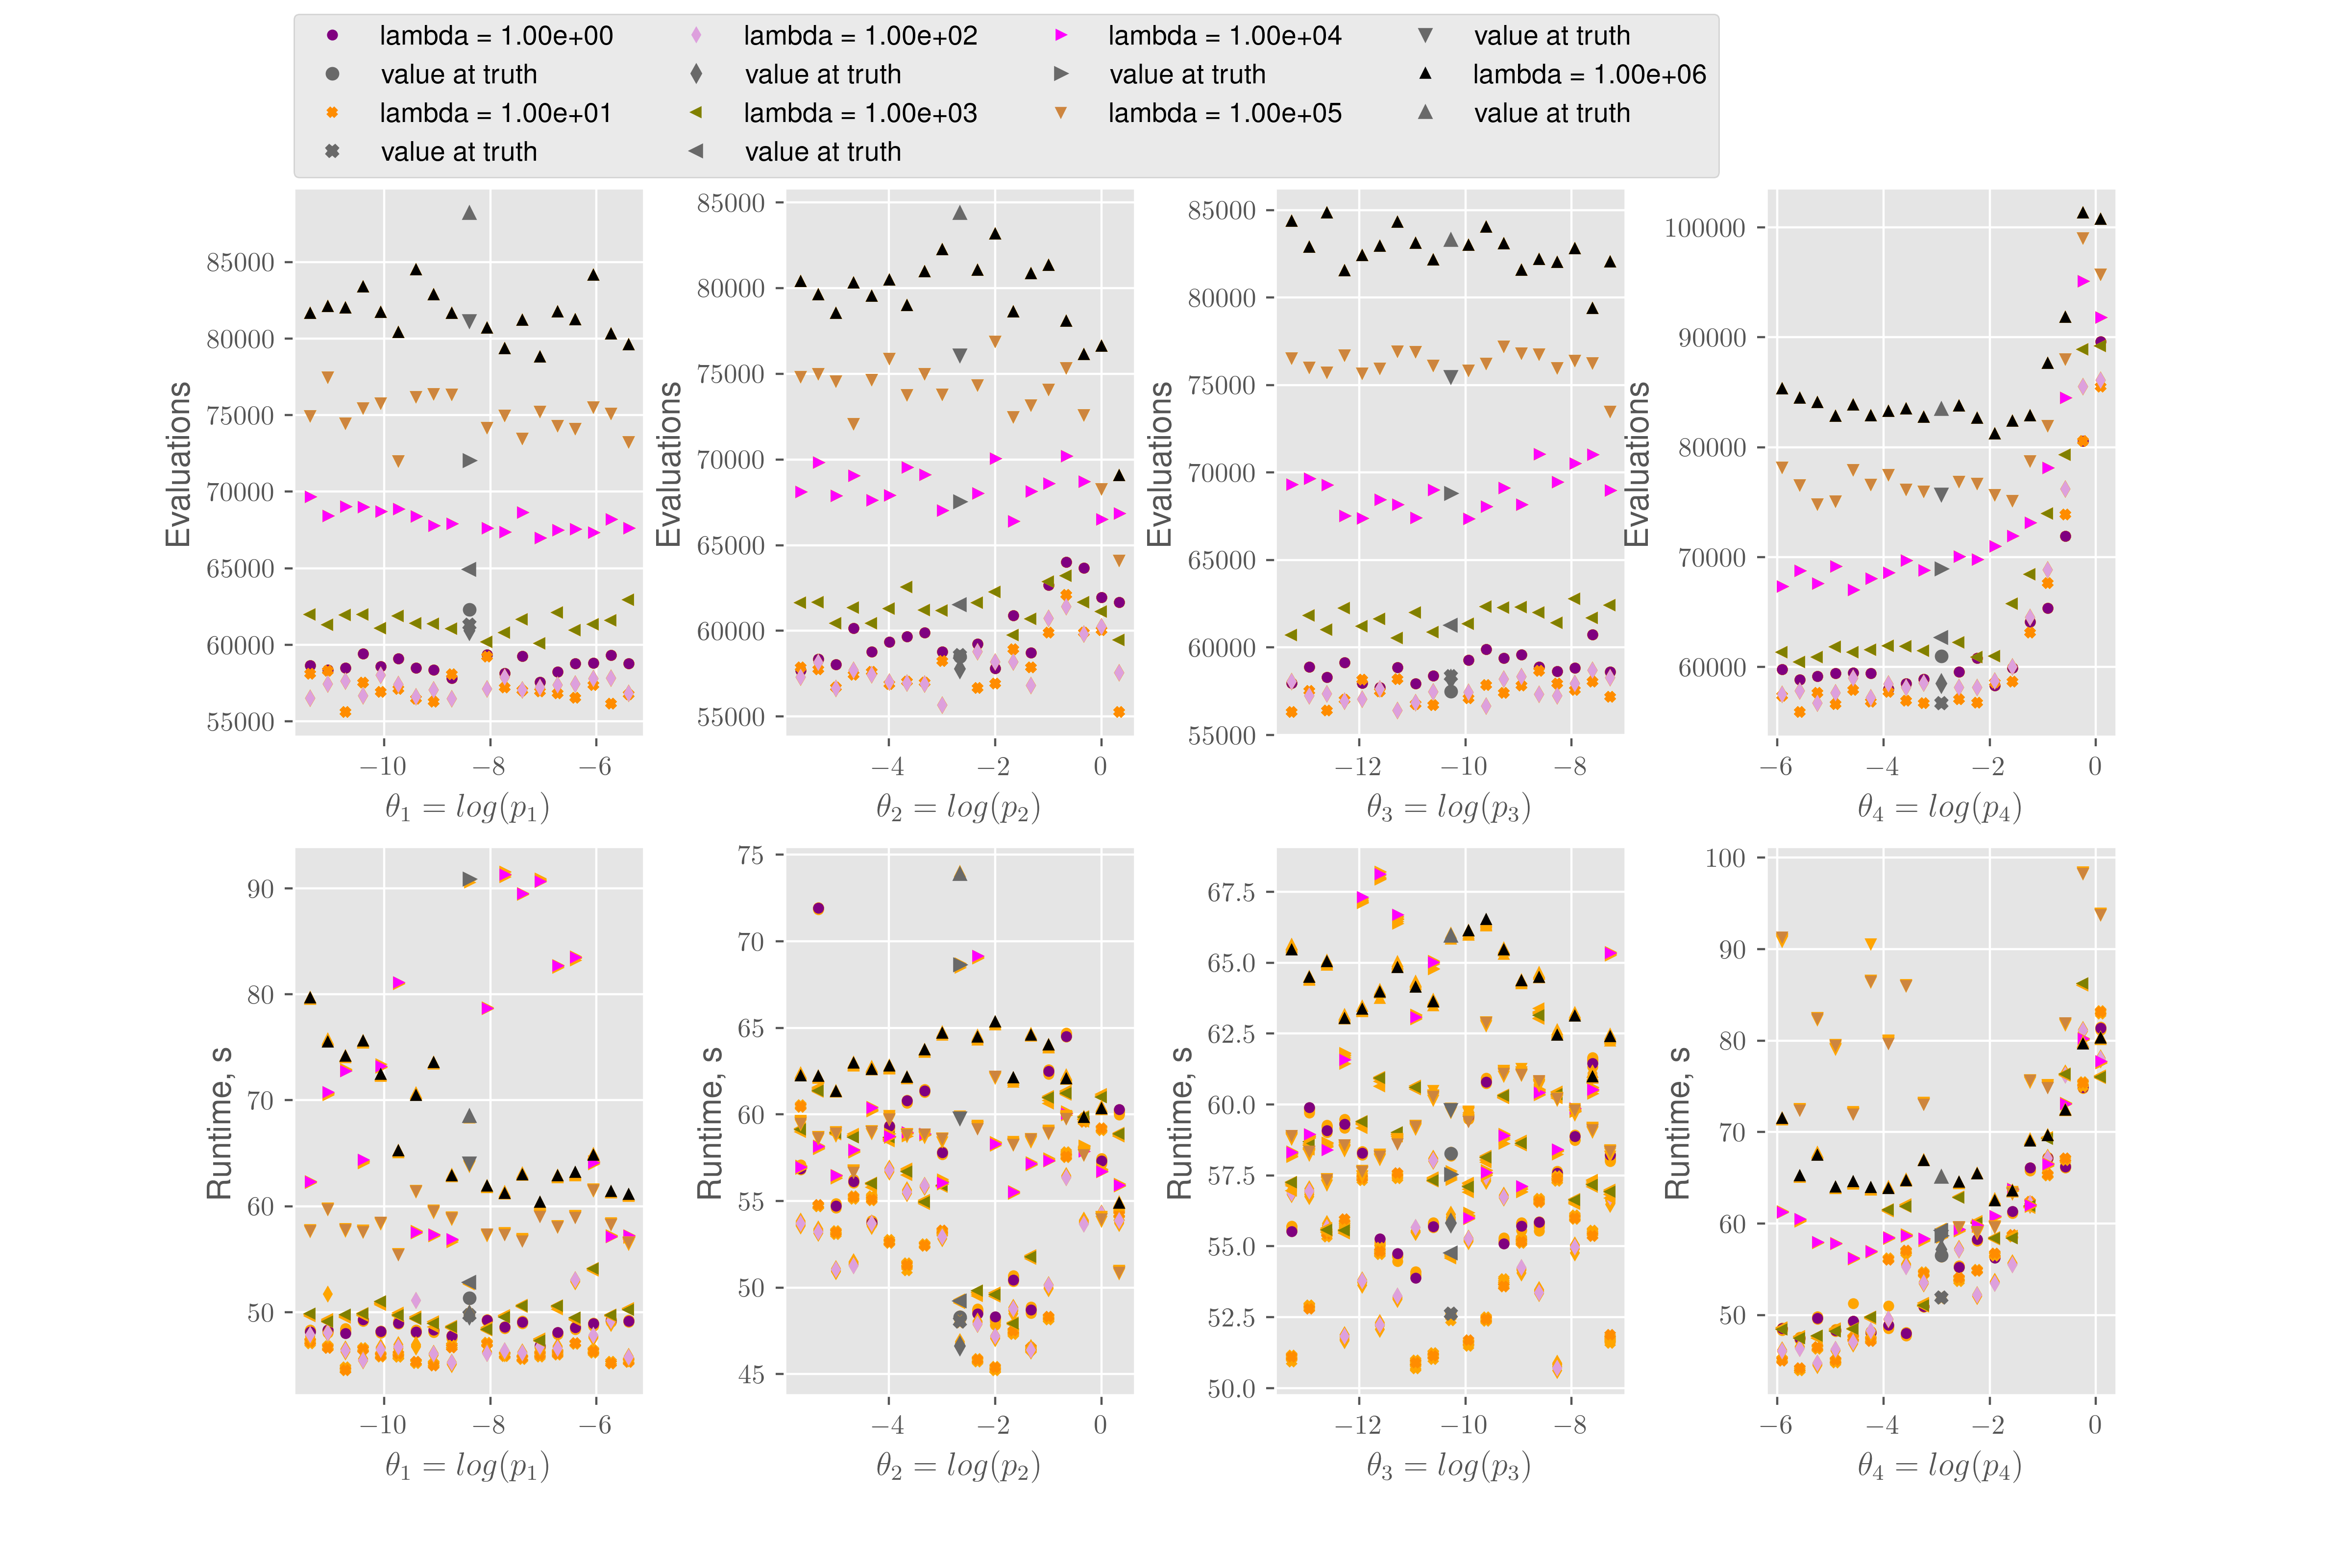 lambda = 1.00e+00 lambda = 1.00e+02 lambda = 1.00e+04 value at truth
value at truth value at truth value at truth lambda = 1.00e+06
lambda = 1.00e+01 lambda = 1.00e+03 lambda = 1.00e+05 value at truth
value at truth value at truth
Evaluations
85000
80000
75000
70000
65000
60000
55000
−10 −8 −6
θ₁ = log(p₁)
Evaluations
85000
80000
75000
70000
65000
60000
55000
−4 −2 0
θ₂ = log(p₂)
Evaluations
85000
80000
75000
70000
65000
60000
55000
−12 −10 −8
θ₃ = log(p₃)
Evaluations
100000
90000
80000
70000
60000
−6 −4 −2 0
θ₄ = log(p₄)
Runtime, s
90
80
70
60
50
−10 −8 −6
θ₁ = log(p₁)
Runtime, s
75
70
65
60
55
50
45
−4 −2 0
θ₂ = log(p₂)
Runtime, s
67.5
65.0
62.5
60.0
57.5
55.0
52.5
50.0
−12 −10 −8
θ₃ = log(p₃)
Runtime, s
100
90
80
70
60
50
−6 −4 −2 0
θ₄ = log(p₄)